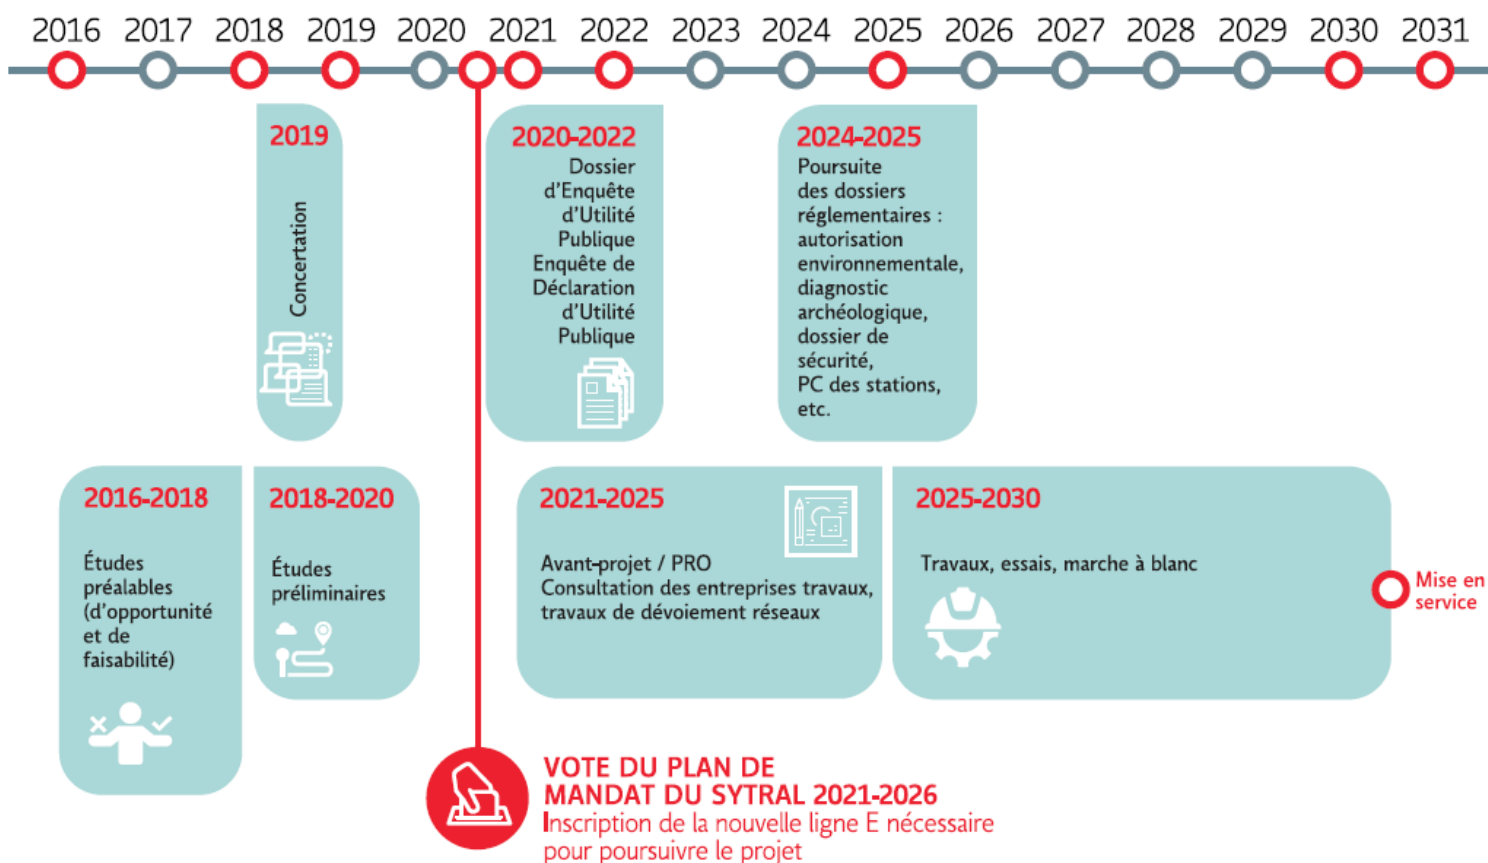 2016 2017 2018 2019 2020 2021 2022 2023 2024 2025 2026 2027 2028 2029 2030 2031
2019
Concertation
2020-2022
Dossier
d'Enquête
d'Utilité
Publique
Enquête de
Déclaration
d'Utilité
Publique
2024-2025
Poursuite
des dossiers
réglementaires :
autorisation
environnementale,
diagnostic
archéologique,
dossier de
sécurité,
PC des stations,
etc.
2016-2018
Études
préalables
(d'opportunité
et de
faisabilité)
2018-2020
Études
préliminaires
2021-2025
Avant-projet / PRO
Consultation des entreprises travaux,
travaux de dévoiement réseaux
2025-2030
Travaux, essais, marche à blanc
Mise en
service
VOTE DU PLAN DE
MANDAT DU SYTRAL 2021-2026
Inscription de la nouvelle ligne E nécessaire
pour poursuivre le projet